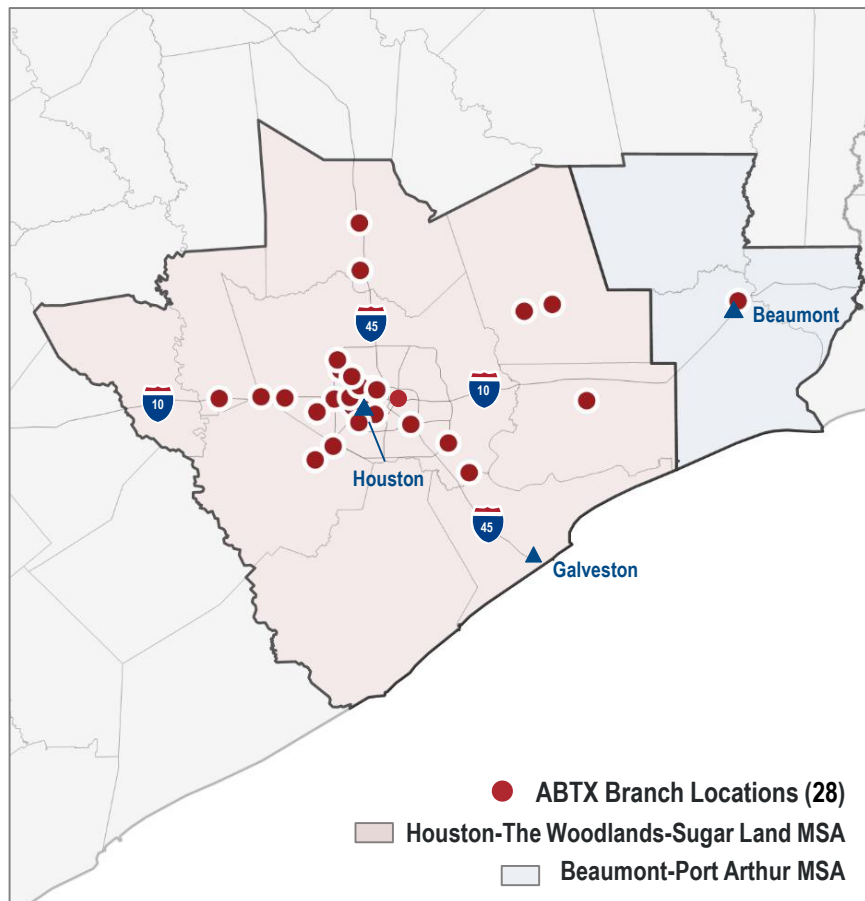 45
Beaumont
10
10
Houston
45
Galveston
ABTX Branch Locations (28)
Houston-The Woodlands-Sugar Land MSA
Beaumont-Port Arthur MSA